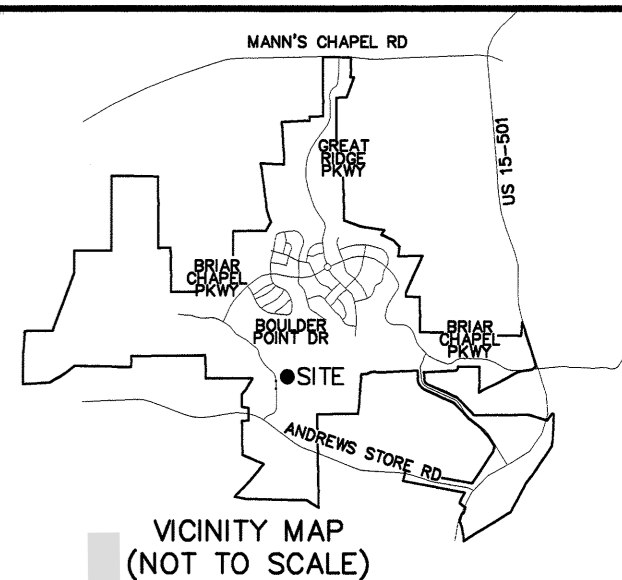 MANN'S CHAPEL RD
US 15-501
GREAT
RIDGE
PKWY
BRIAR
CHAPEL
PKWY
BOULDER
POINT DR
BRIAR
CHAPEL
PKWY
SITE
ANDREWS STORE RD
VICINITY MAP
(NOT TO SCALE)